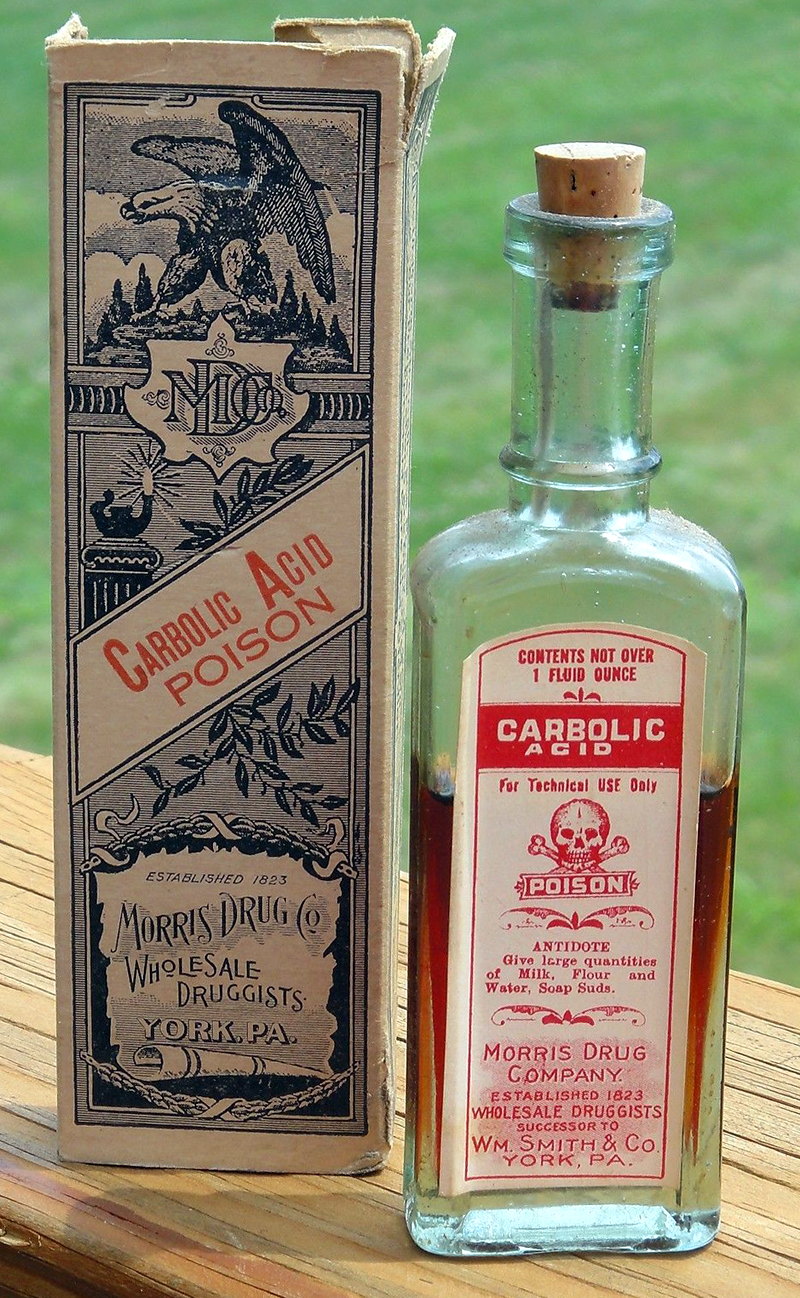 MDCo.
CARBOLIC ACID
POISON
ESTABLISHED 1823
MORRIS DRUG CO
WHOLESALE
DRUGGISTS.
YORK, PA.
CONTENTS NOT OVER
1 FLUID OUNCE
CARBOLIC
ACID
For Technical USE Only
POISON
ANTIDOTE
Give large quantities
of Milk, Flour and
Water, Soap Suds.
MORRIS DRUG
COMPANY.
ESTABLISHED 1823
WHOLESALE DRUGGISTS
SUCCESSOR TO
WM. SMITH & CO.
YORK, PA.